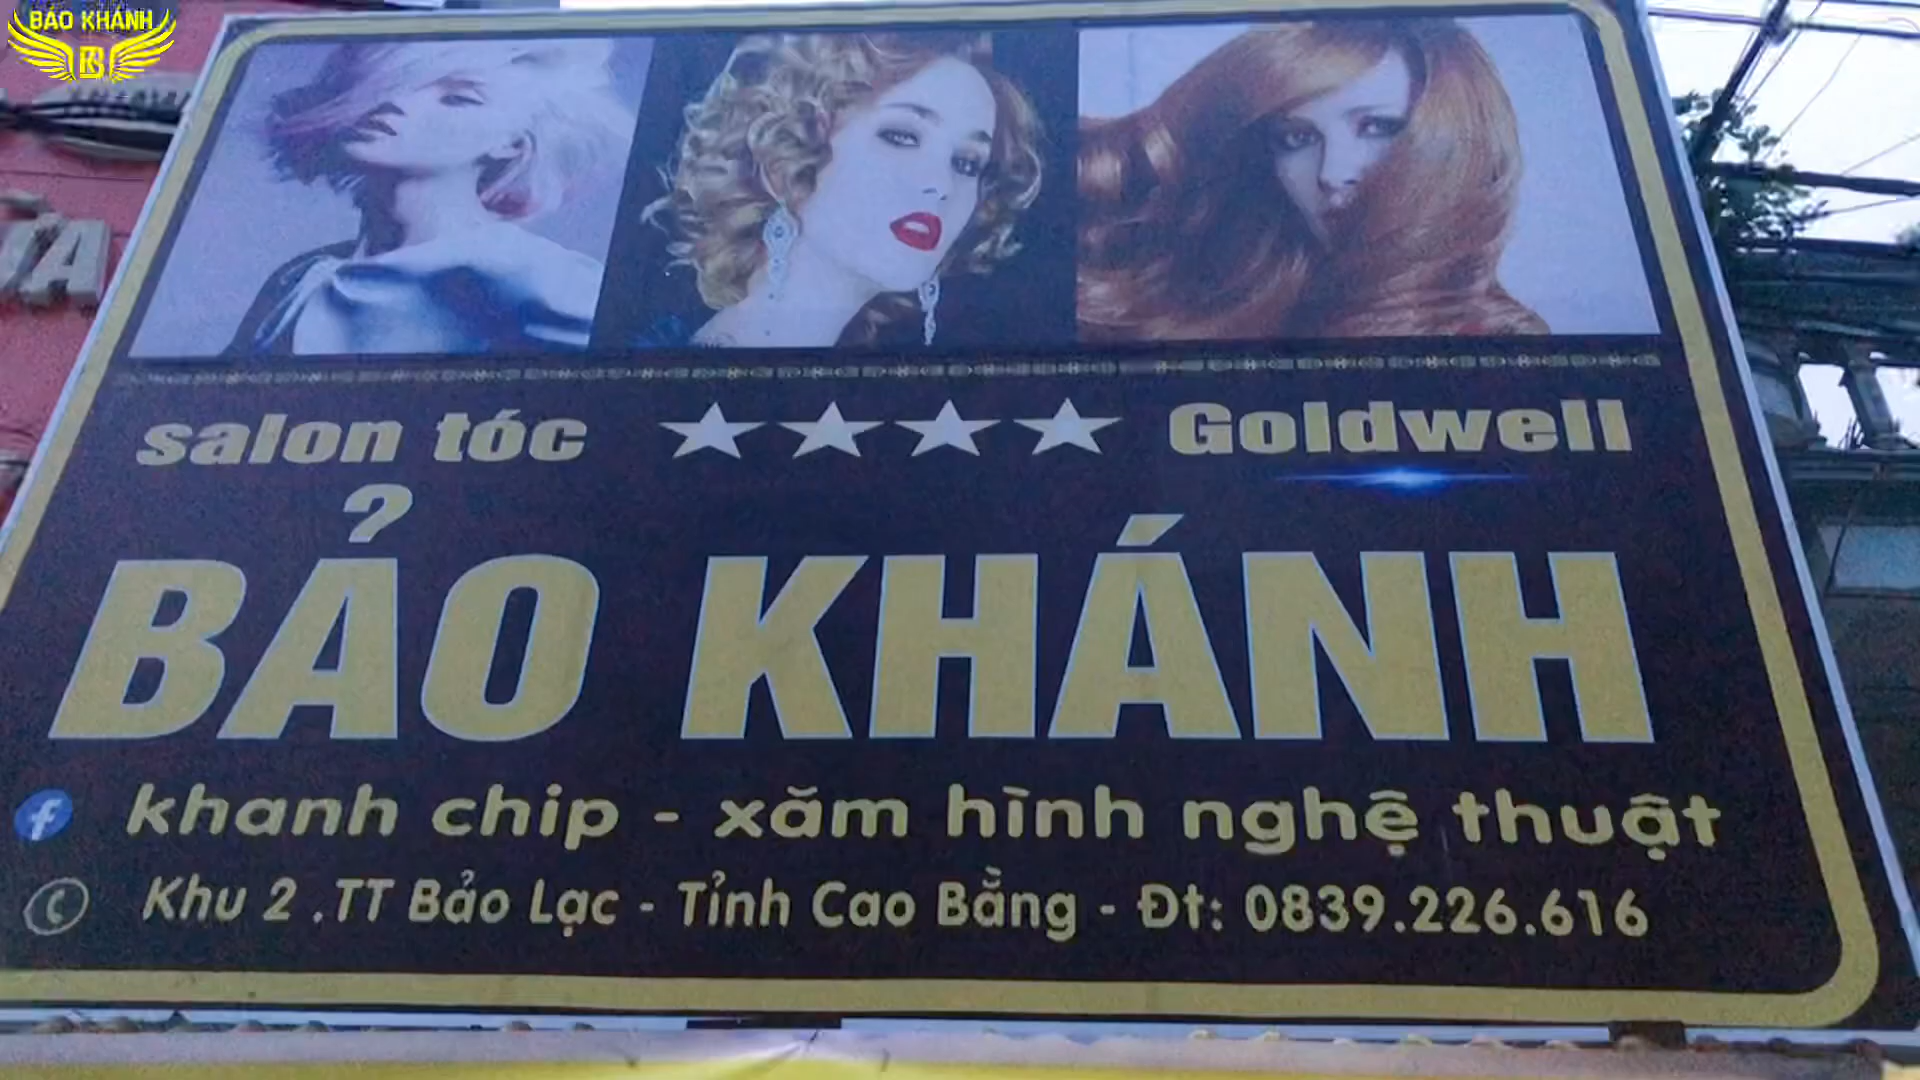 BẢO KHÁNH
salon tóc ★★★★ Goldwell
BẢO KHÁNH
khanh chip - xăm hình nghệ thuật
Khu 2 .TT Bảo Lạc - Tỉnh Cao Bằng - Đt: 0839.226.616